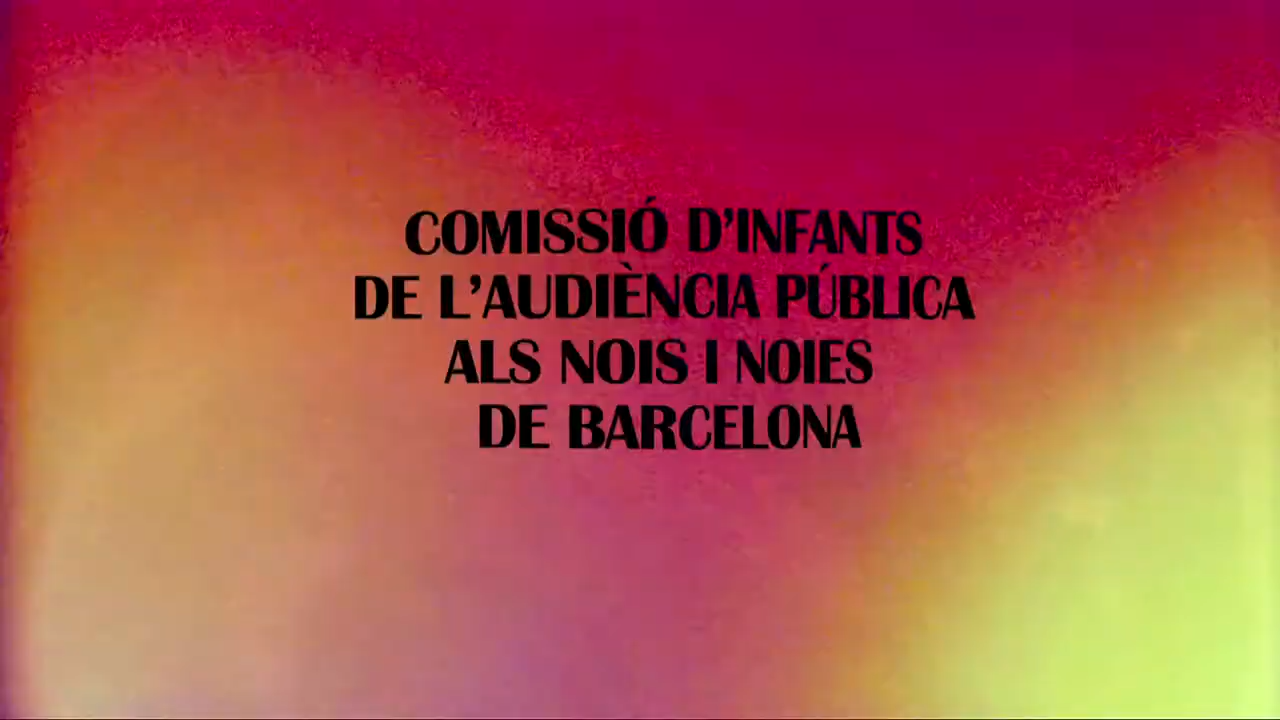 COMISSIÓ D'INFANTS
DE L'AUDIÈNCIA PÚBLICA
ALS NOIS I NOIES
DE BARCELONA